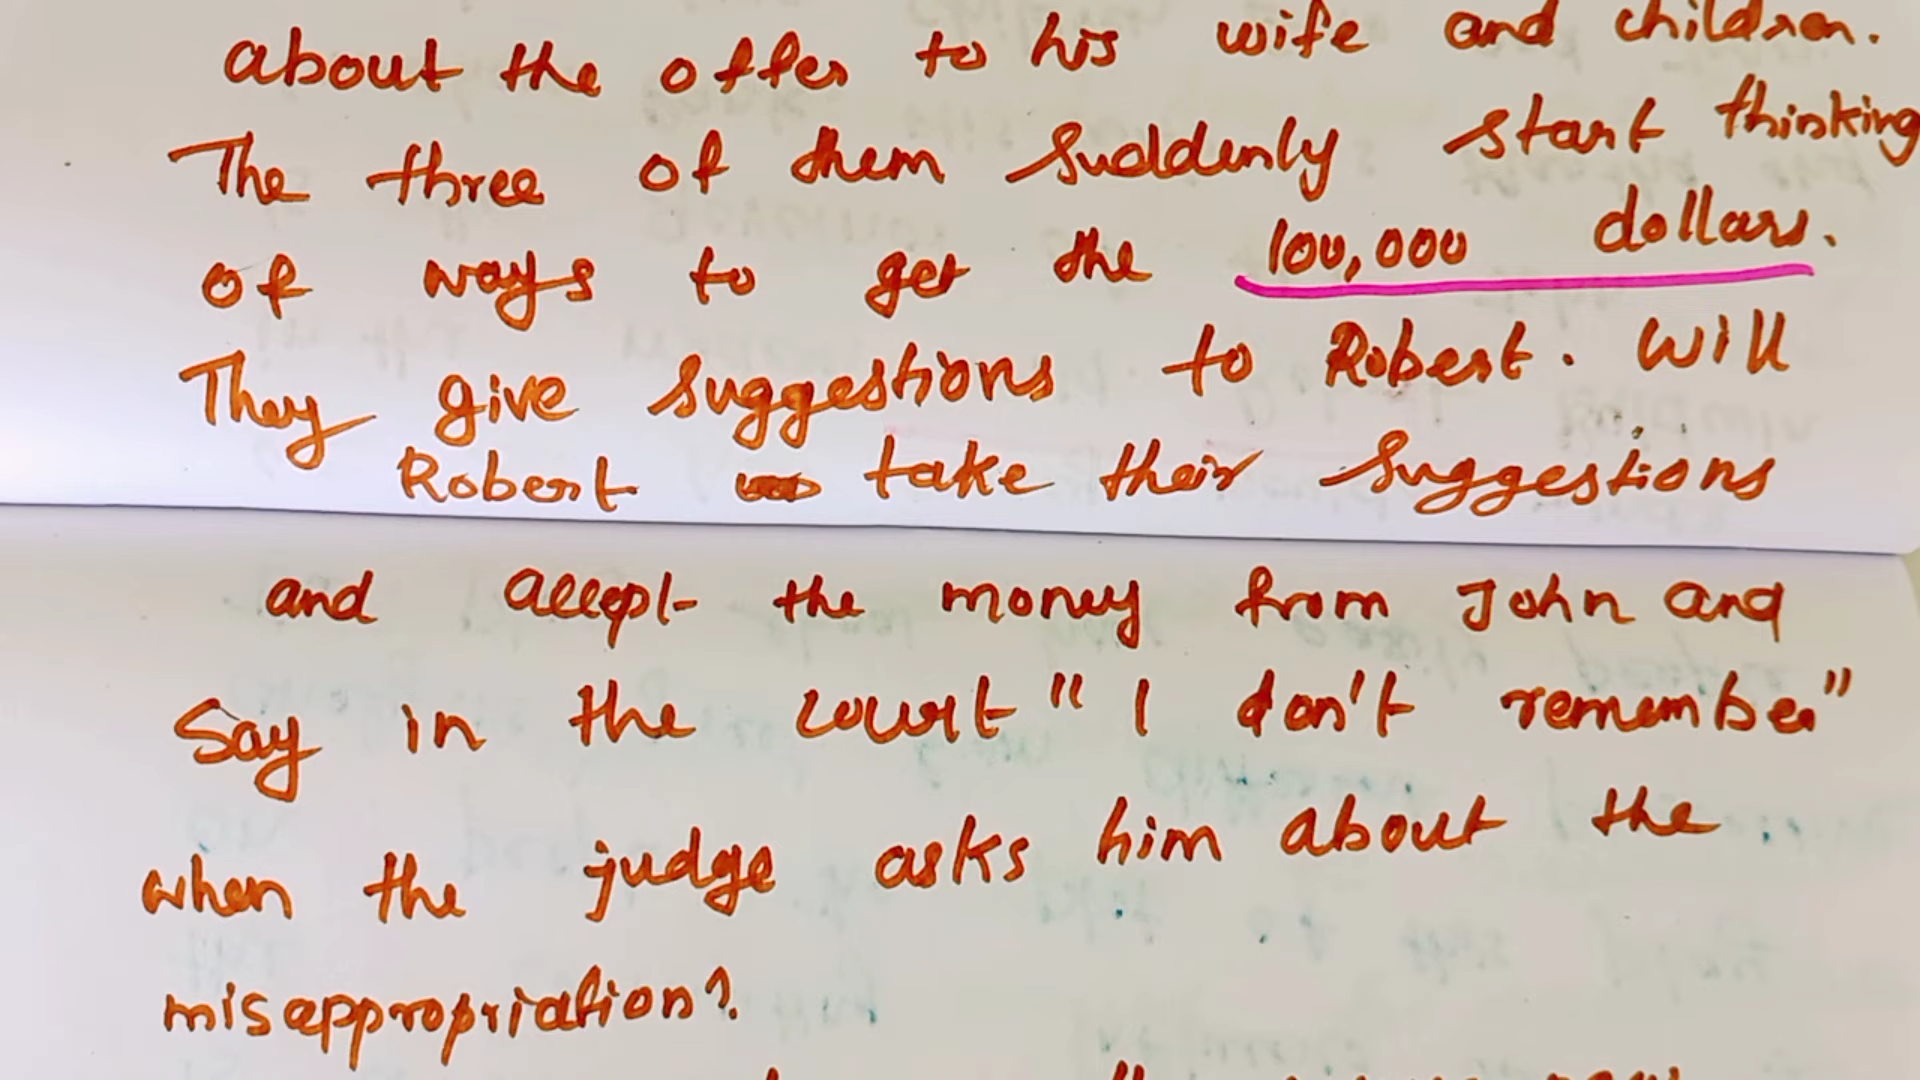 about the offer to his wife and children.
The three of them suddenly start thinking
of ways to get the 100,000 dollars.
They give suggestions to Robert. Will
Robert take their suggestions
and accept the money from John and
Say in the court "I don't remember"
when the judge asks him about the
misappropriation?